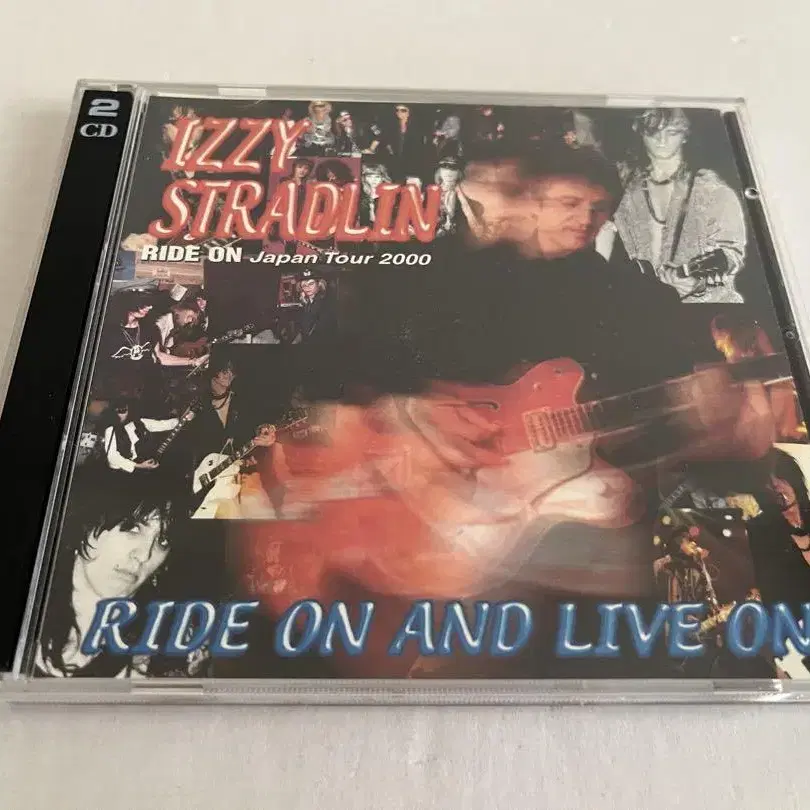 2
CD
IZZY
STRADLIN
RIDE ON Japan Tour 2000
RIDE ON AND LIVE ON